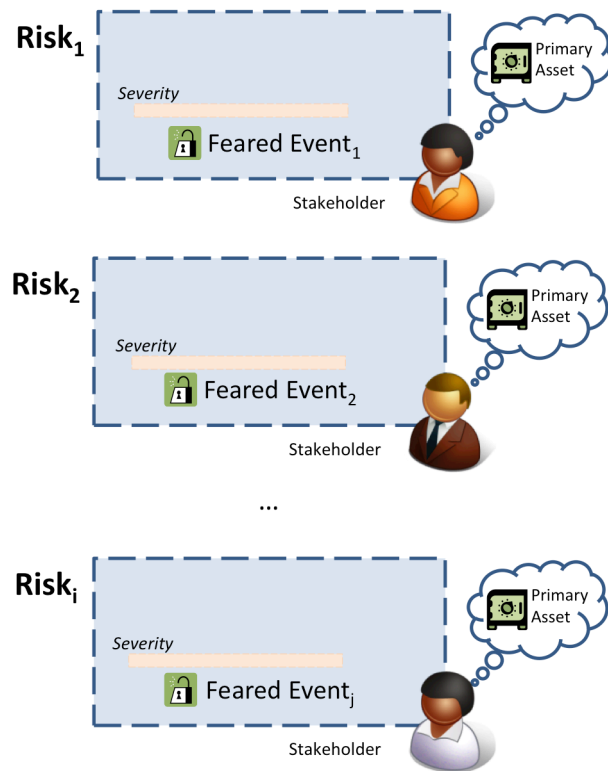 Risk₁
Primary
Asset
Severity
Feared Event₁
Stakeholder
Risk₂
Primary
Asset
Severity
Feared Event₂
Stakeholder
...
Riskᵢ
Primary
Asset
Severity
Feared Eventⱼ
Stakeholder